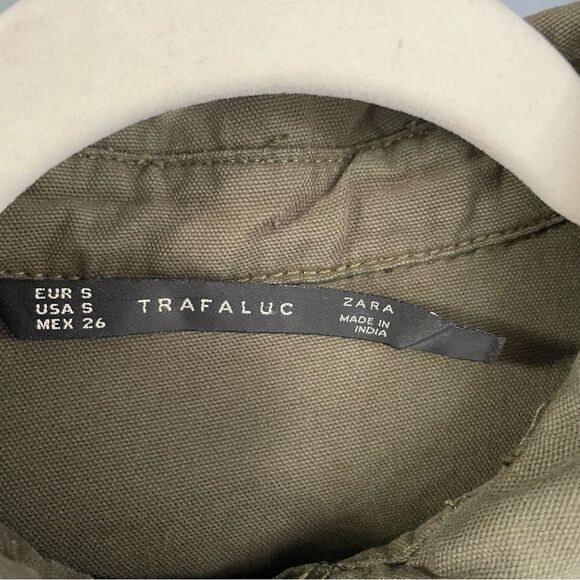 EUR S
USA S
MEX 26
TRAFALUC
ZARA
MADE IN
INDIA